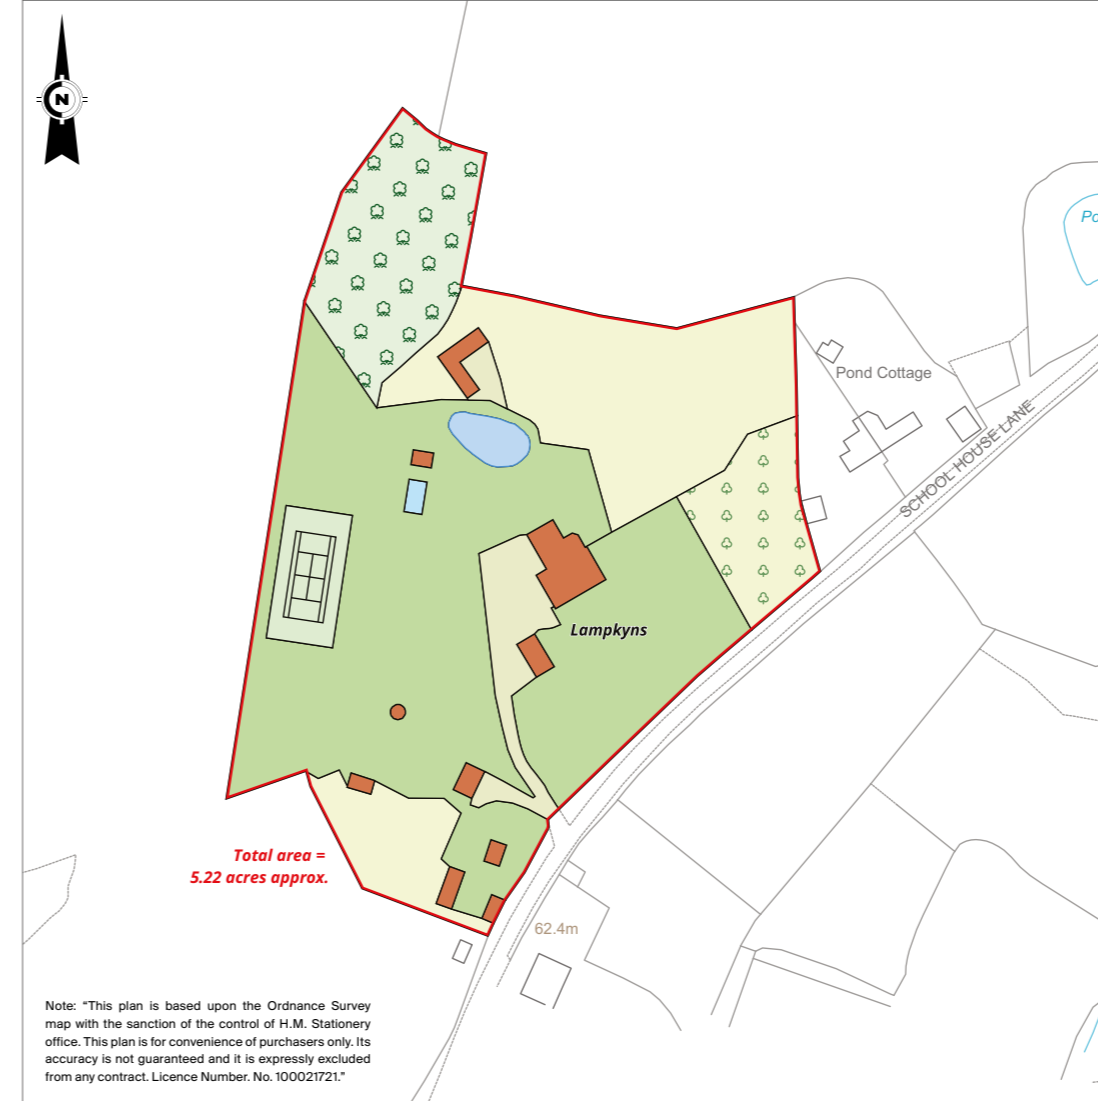 N
Po
Pond Cottage
SCHOOL HOUSE LANE
Lampkyns
Total area =
5.22 acres approx.
62.4m
Note: “This plan is based upon the Ordnance Survey
map with the sanction of the control of H.M. Stationery
office. This plan is for convenience of purchasers only. Its
accuracy is not guaranteed and it is expressly excluded
from any contract. Licence Number. No. 100021721.”